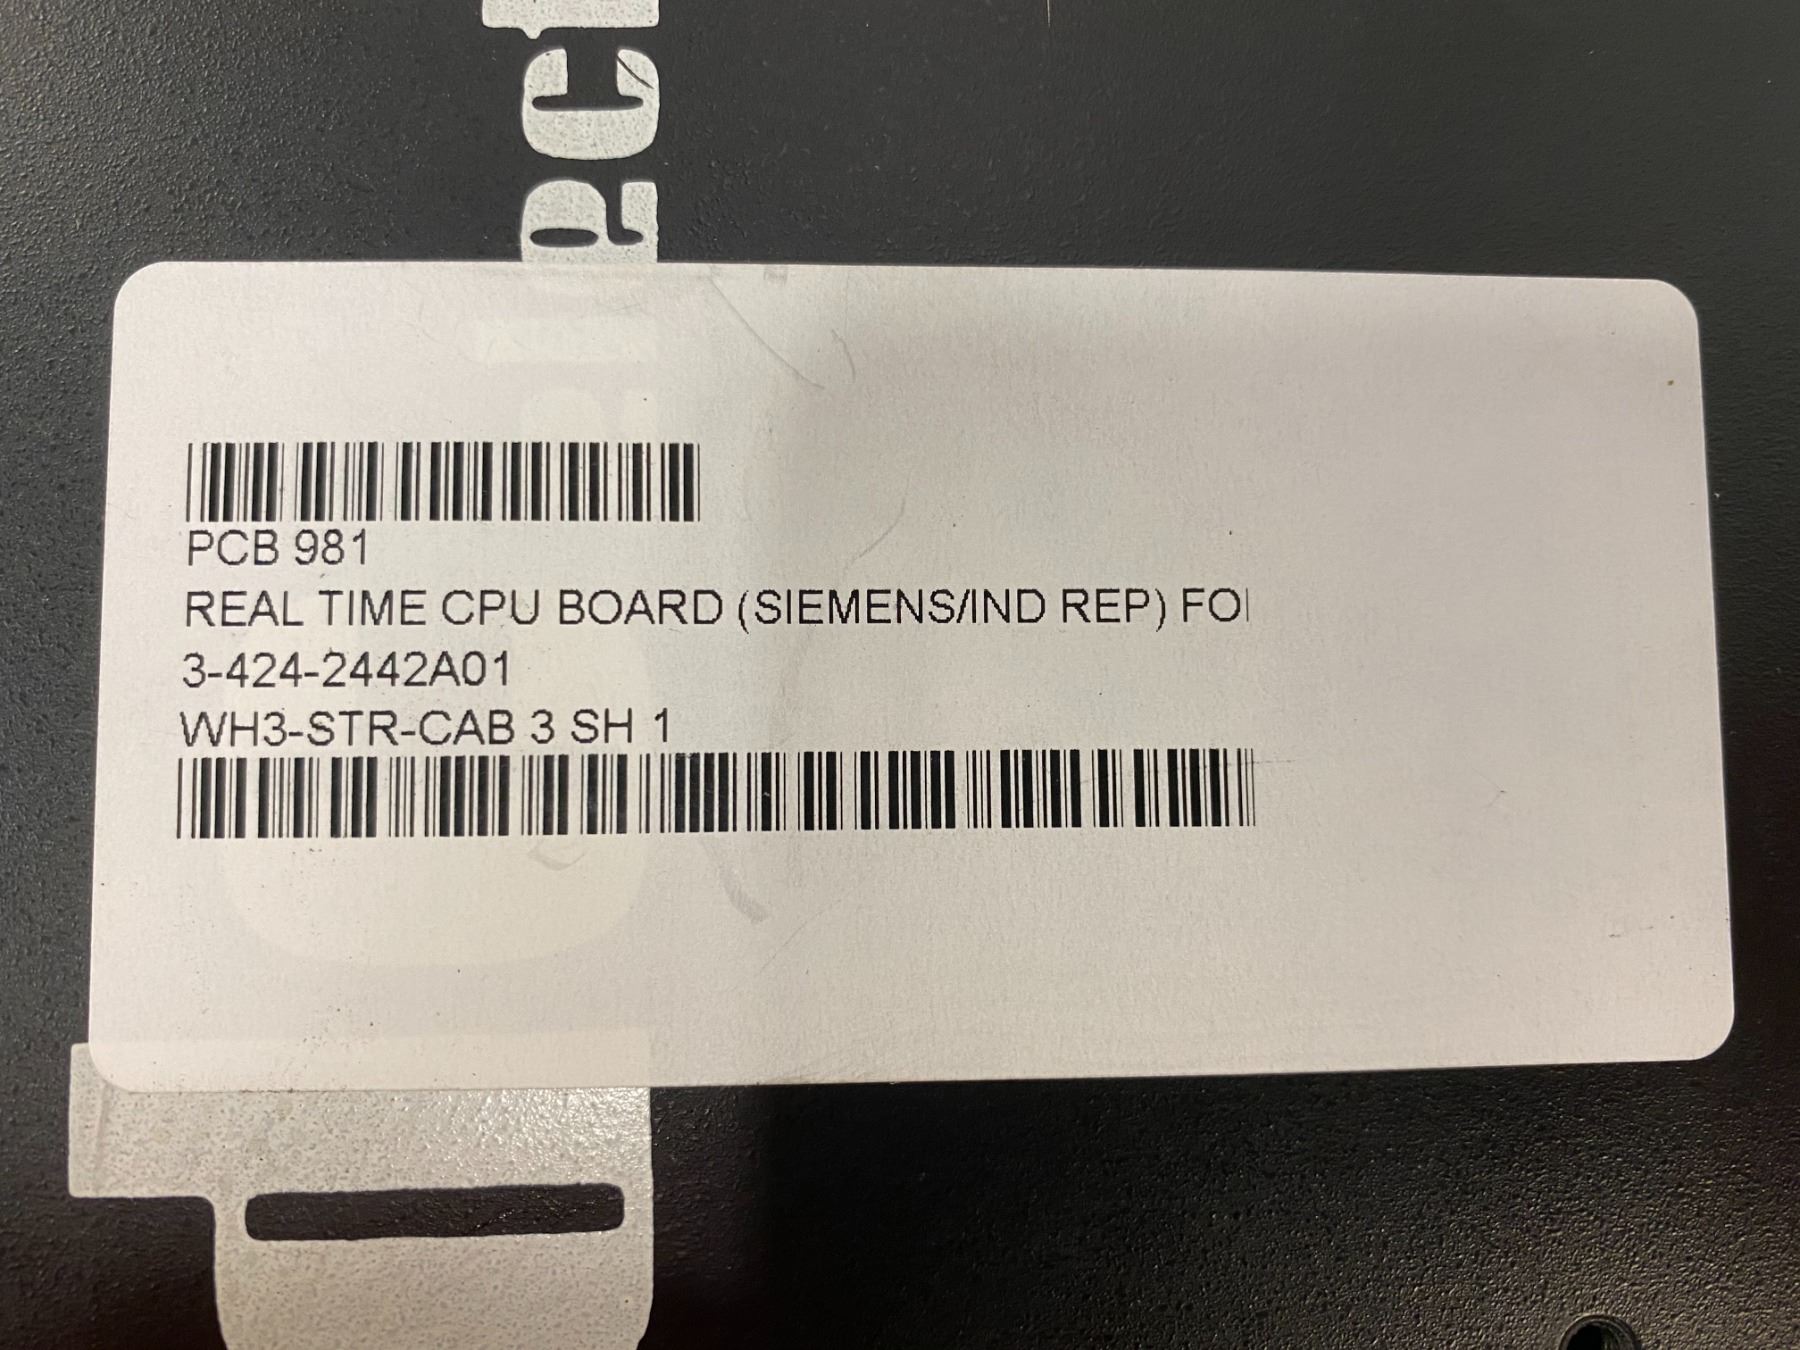 PCB 981
REAL TIME CPU BOARD (SIEMENS/IND REP) FO
3-424-2442A01
WH3-STR-CAB 3 SH 1